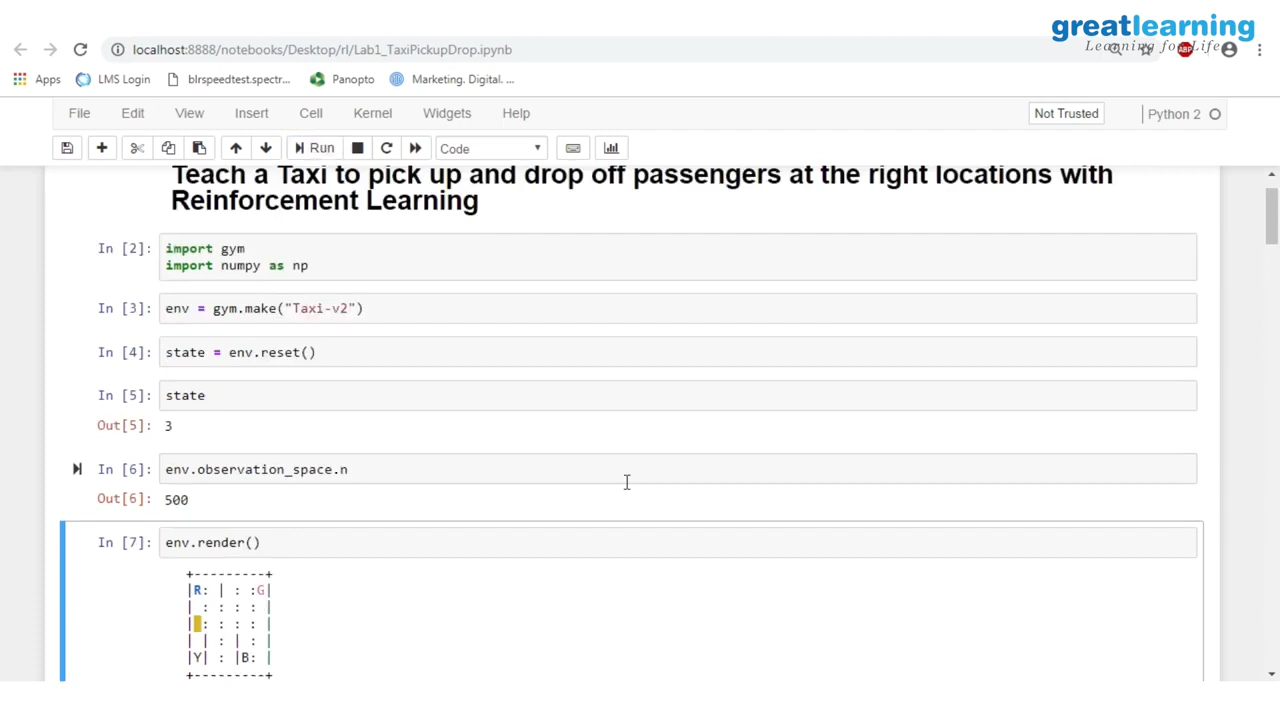 greatlearning
Learning for Life
localhost:8888/notebooks/Desktop/rl/Lab1_TaxiPickupDrop.ipynb
ABP
Apps LMS Login blrspeedtest.spectr... Panopto Marketing. Digital. ...
File Edit View Insert Cell Kernel Widgets Help Not Trusted Python 2
Run Code
Teach a Taxi to pick up and drop off passengers at the right locations with
Reinforcement Learning
In [2]: import gym
import numpy as np
In [3]: env = gym.make("Taxi-v2")
In [4]: state = env.reset()
In [5]: state
Out[5]: 3
In [6]: env.observation_space.n
Out[6]: 500
In [7]: env.render()
+---------+
|R: | : :G|
| : : : : |
| : : : : |
| | : | : |
|Y| : |B: |
+---------+